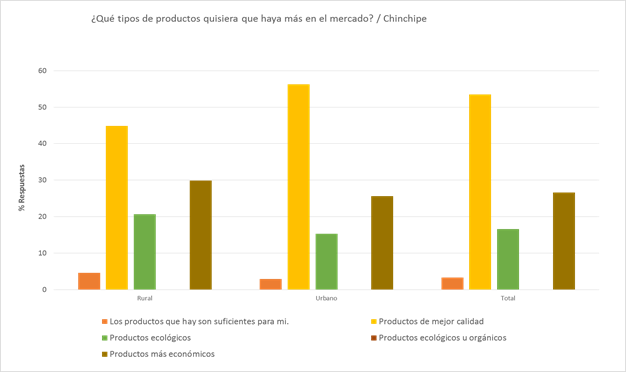 ¿Qué tipos de productos quisiera que haya más en el mercado? / Chinchipe
60
50
40
30
20
10
0
% Respuestas
Rural
Urbano
Total
Los productos que hay son suficientes para mi.
Productos de mejor calidad
Productos ecológicos
Productos ecológicos u orgánicos
Productos más económicos